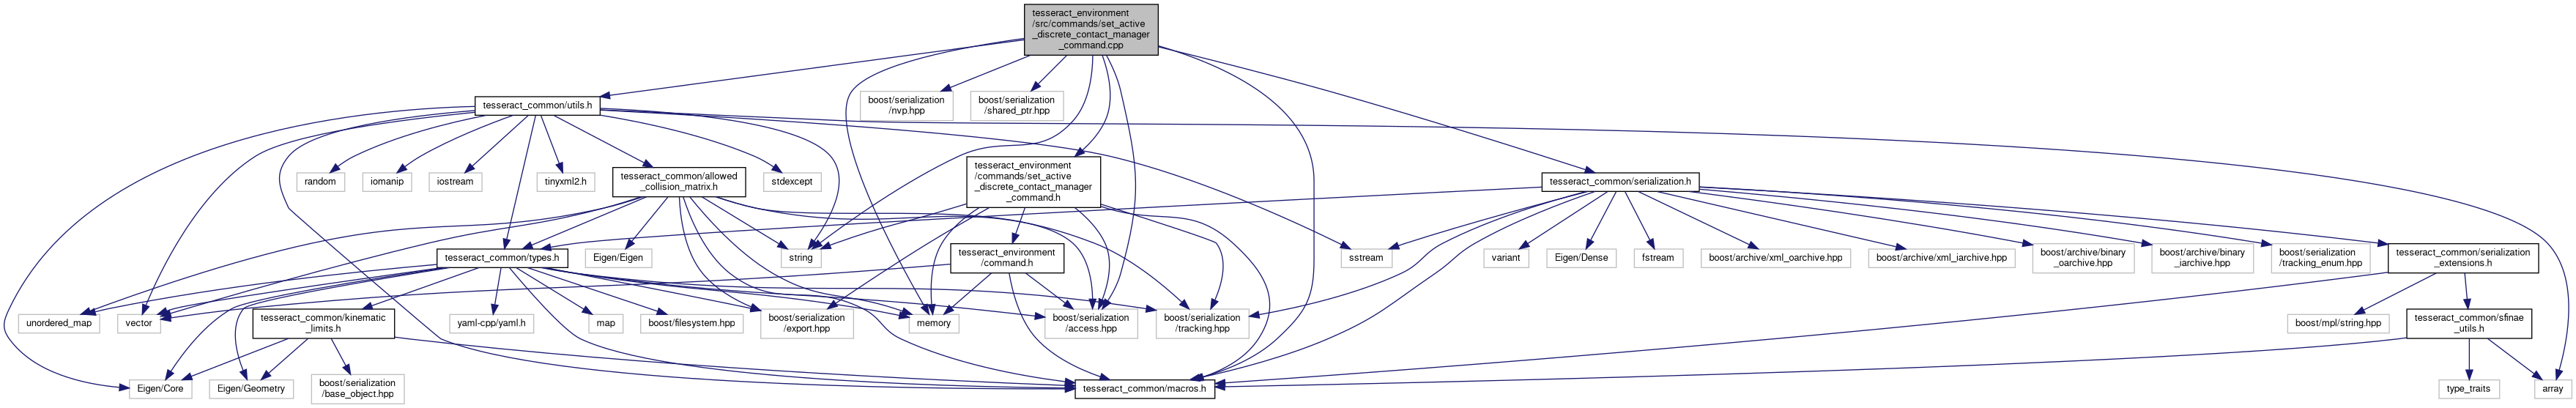 tesseract_environment
/src/commands/set_active
_discrete_contact_manager
_command.cpp
tesseract_common/utils.h
boost/serialization
/nvp.hpp
boost/serialization
/shared_ptr.hpp
random
iomanip
iostream
tinyxml2.h
tesseract_common/allowed
_collision_matrix.h
stdexcept
tesseract_environment
/commands/set_active
_discrete_contact_manager
_command.h
tesseract_common/serialization.h
tesseract_common/types.h
Eigen/Eigen
string
tesseract_environment
/command.h
sstream
variant
Eigen/Dense
fstream
boost/archive/xml_oarchive.hpp
boost/archive/xml_iarchive.hpp
boost/archive/binary
_oarchive.hpp
boost/archive/binary
_iarchive.hpp
boost/serialization
/tracking_enum.hpp
tesseract_common/serialization
_extensions.h
unordered_map
vector
tesseract_common/kinematic
_limits.h
yaml-cpp/yaml.h
map
boost/filesystem.hpp
boost/serialization
/export.hpp
memory
boost/serialization
/access.hpp
boost/serialization
/tracking.hpp
boost/mpl/string.hpp
tesseract_common/sfinae
_utils.h
Eigen/Core
Eigen/Geometry
boost/serialization
/base_object.hpp
tesseract_common/macros.h
type_traits
array